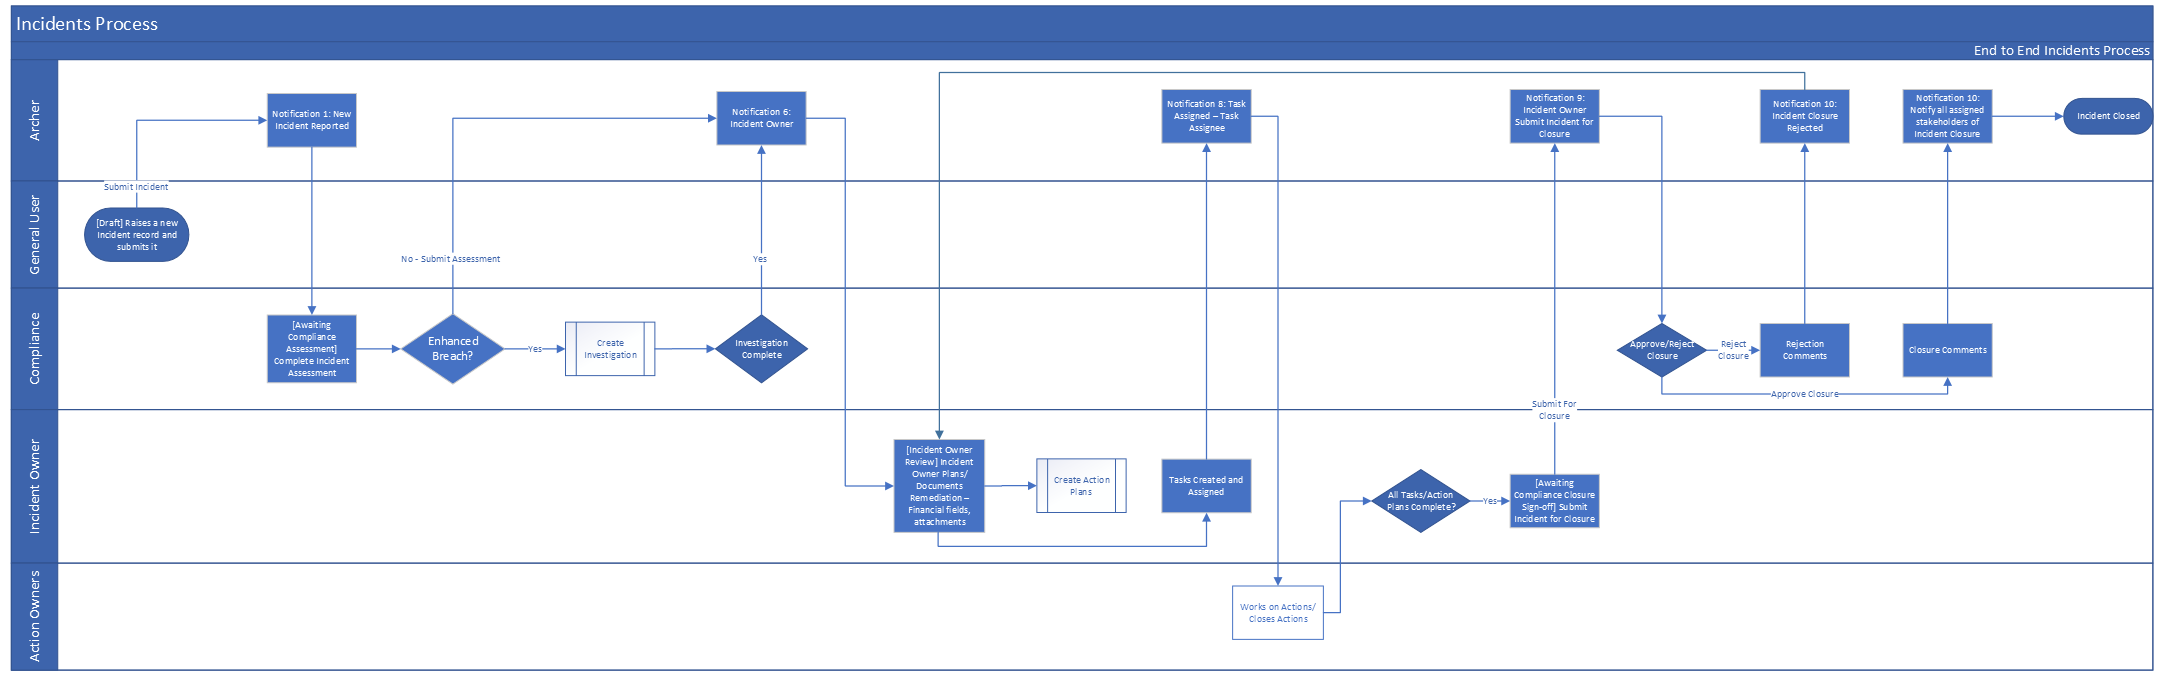 Incidents Process
End to End Incidents Process
Archer
Notification 1: New
Incident Reported
Notification 6:
Incident Owner
Notification 8: Task
Assigned – Task
Assignee
Notification 9:
Incident Owner
Submit Incident for
Closure
Notification 10:
Incident Closure
Rejected
Notification 10:
Notify all assigned
stakeholders of
Incident Closure
Incident Closed
Submit Incident
General User
[Draft] Raises a new
Incident record and
submits it
No - Submit Assessment
Yes
Compliance
[Awaiting
Compliance
Assessment]
Complete Incident
Assessment
Enhanced
Breach?
Yes
Create
Investigation
Investigation
Complete
Approve/Reject
Closure
Reject
Closure
Rejection
Comments
Closure Comments
Approve Closure
Submit For
Closure
Incident Owner
[Incident Owner
Review] Incident
Owner Plans/
Documents
Remediation –
Financial fields,
attachments
Create Action
Plans
Tasks Created and
Assigned
All Tasks/Action
Plans Complete?
Yes
[Awaiting
Compliance Closure
Sign-off] Submit
Incident for Closure
Action Owners
Works on Actions/
Closes Actions